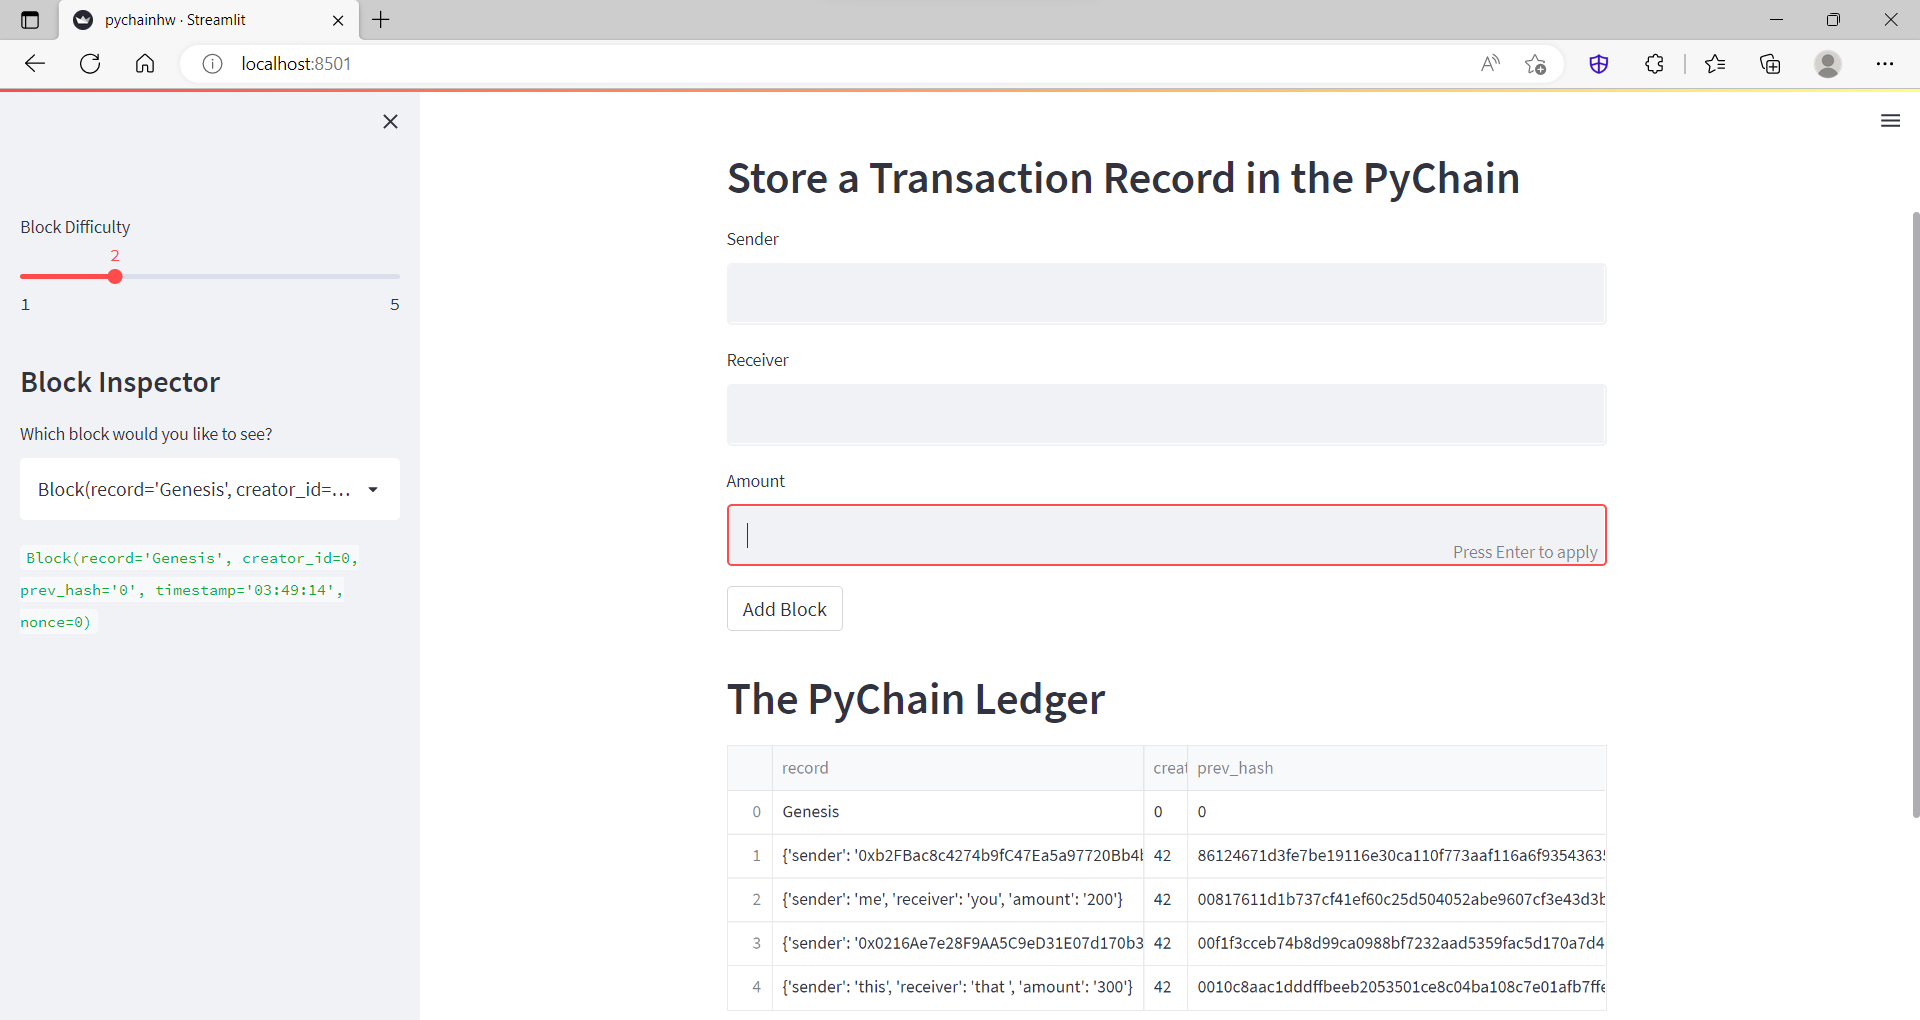 pychainhw · Streamlit
localhost:8501
Block Difficulty
2
1 5
Block Inspector
Which block would you like to see?
Block(record='Genesis', creator_id=...
Block(record='Genesis', creator_id=0,
prev_hash='0', timestamp='03:49:14',
nonce=0)
Store a Transaction Record in the PyChain
Sender
Receiver
Amount
Press Enter to apply
Add Block
The PyChain Ledger
record creat prev_hash
0 Genesis 0 0
1 {'sender': '0xb2FBac8c4274b9fC47Ea5a97720Bb4b 42 86124671d3fe7be19116e30ca110f773aaf116a6f93543635
2 {'sender': 'me', 'receiver': 'you', 'amount': '200'} 42 00817611d1b737cf41ef60c25d504052abe9607cf3e43d3b
3 {'sender': '0x0216Ae7e28F9AA5C9eD31E07d170b3 42 00f1f3cceb74b8d99ca0988bf7232aad5359fac5d170a7d4
4 {'sender': 'this', 'receiver': 'that ', 'amount': '300'} 42 0010c8aac1dddffbeeb2053501ce8c04ba108c7e01afb7ffe